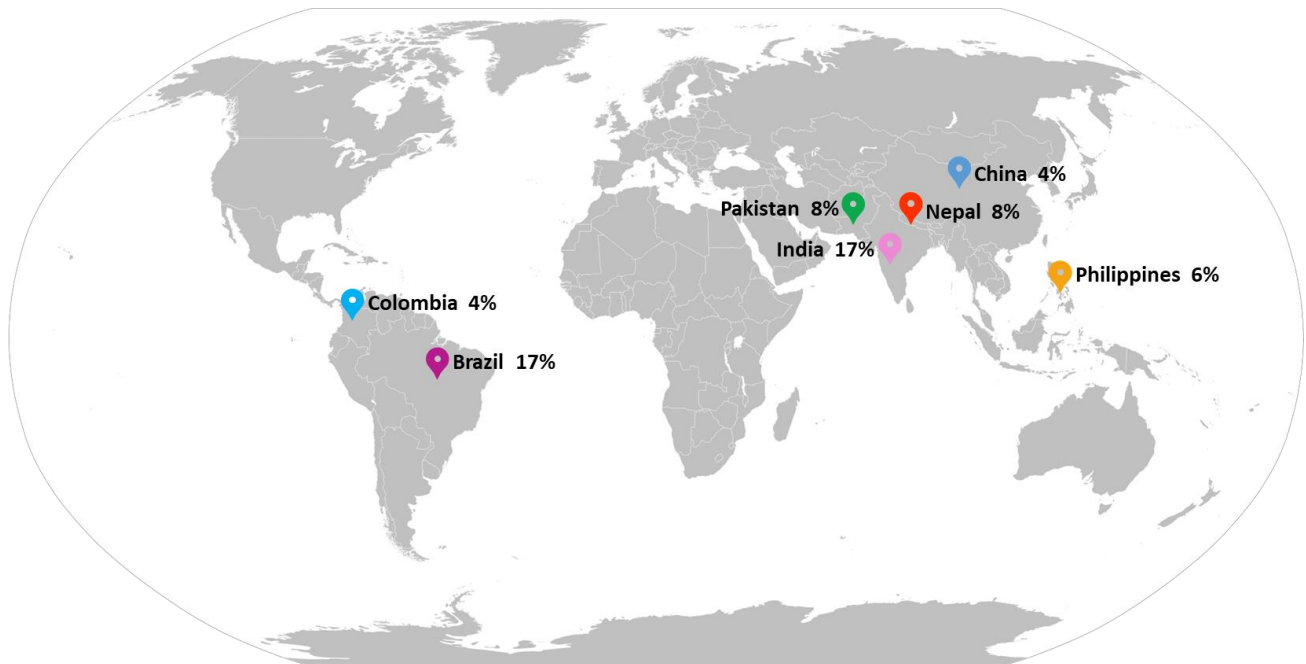 China 4%
Pakistan 8%
Nepal 8%
India 17%
Philippines 6%
Colombia 4%
Brazil 17%